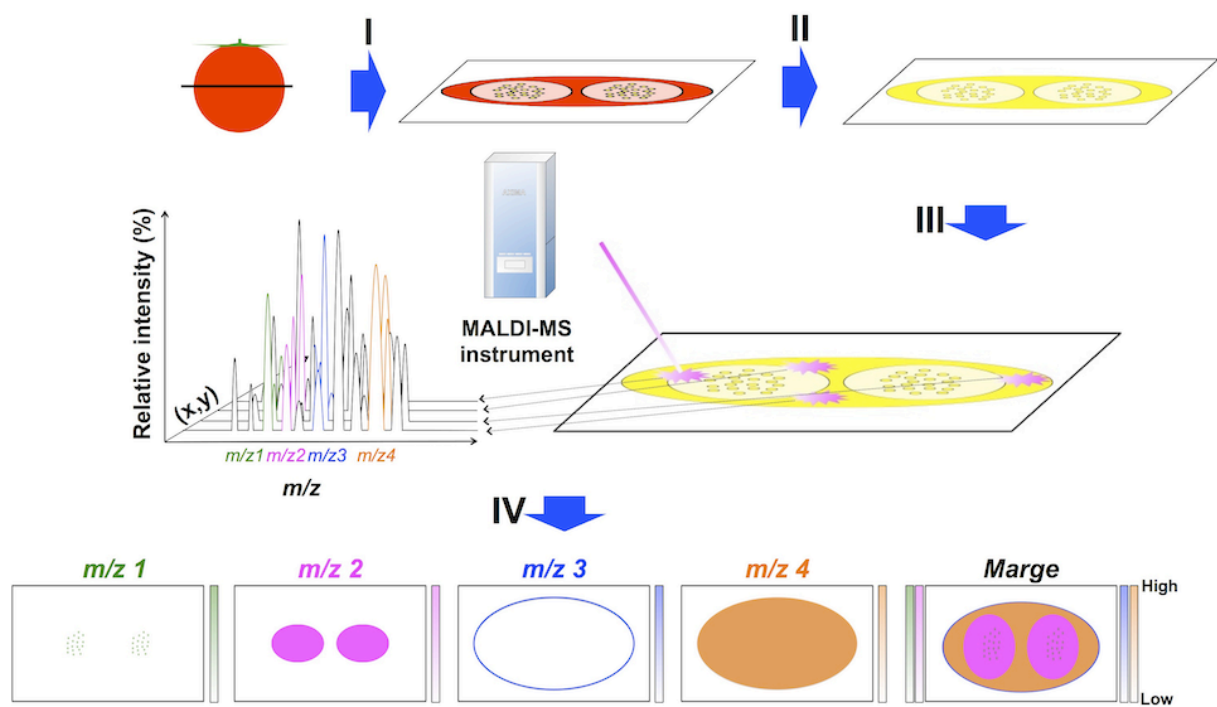 I
II
III
MALDI-MS
instrument
Relative intensity (%)
(x,y)
m/z1 m/z2 m/z3 m/z4
m/z
IV
m/z 1
m/z 2
m/z 3
m/z 4
Marge
High
Low